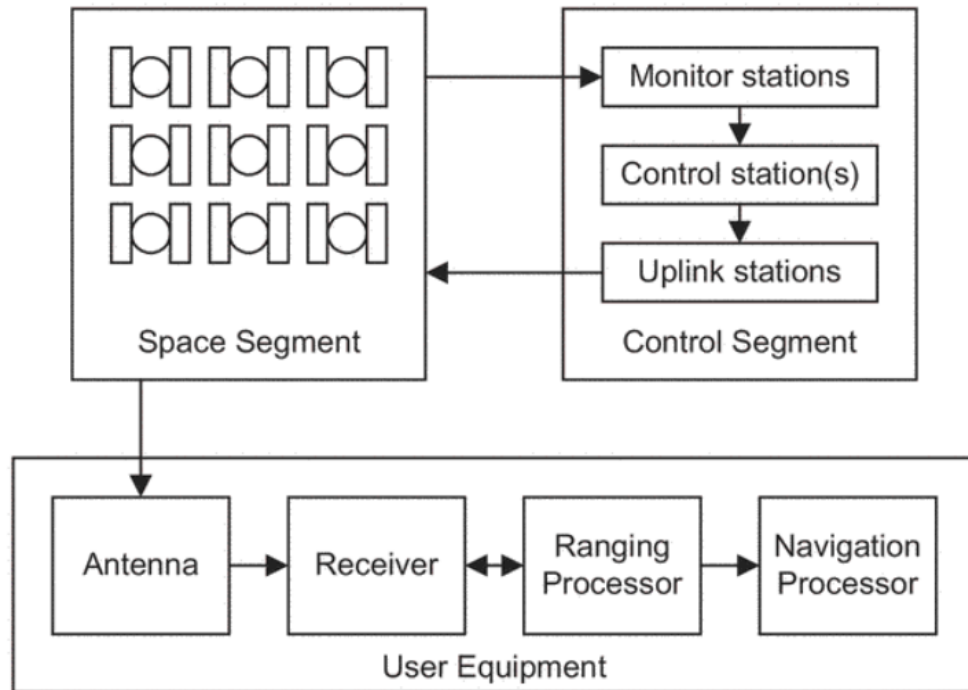 Monitor stations
Control station(s)
Uplink stations
Space Segment
Control Segment
Antenna
Receiver
Ranging
Processor
Navigation
Processor
User Equipment